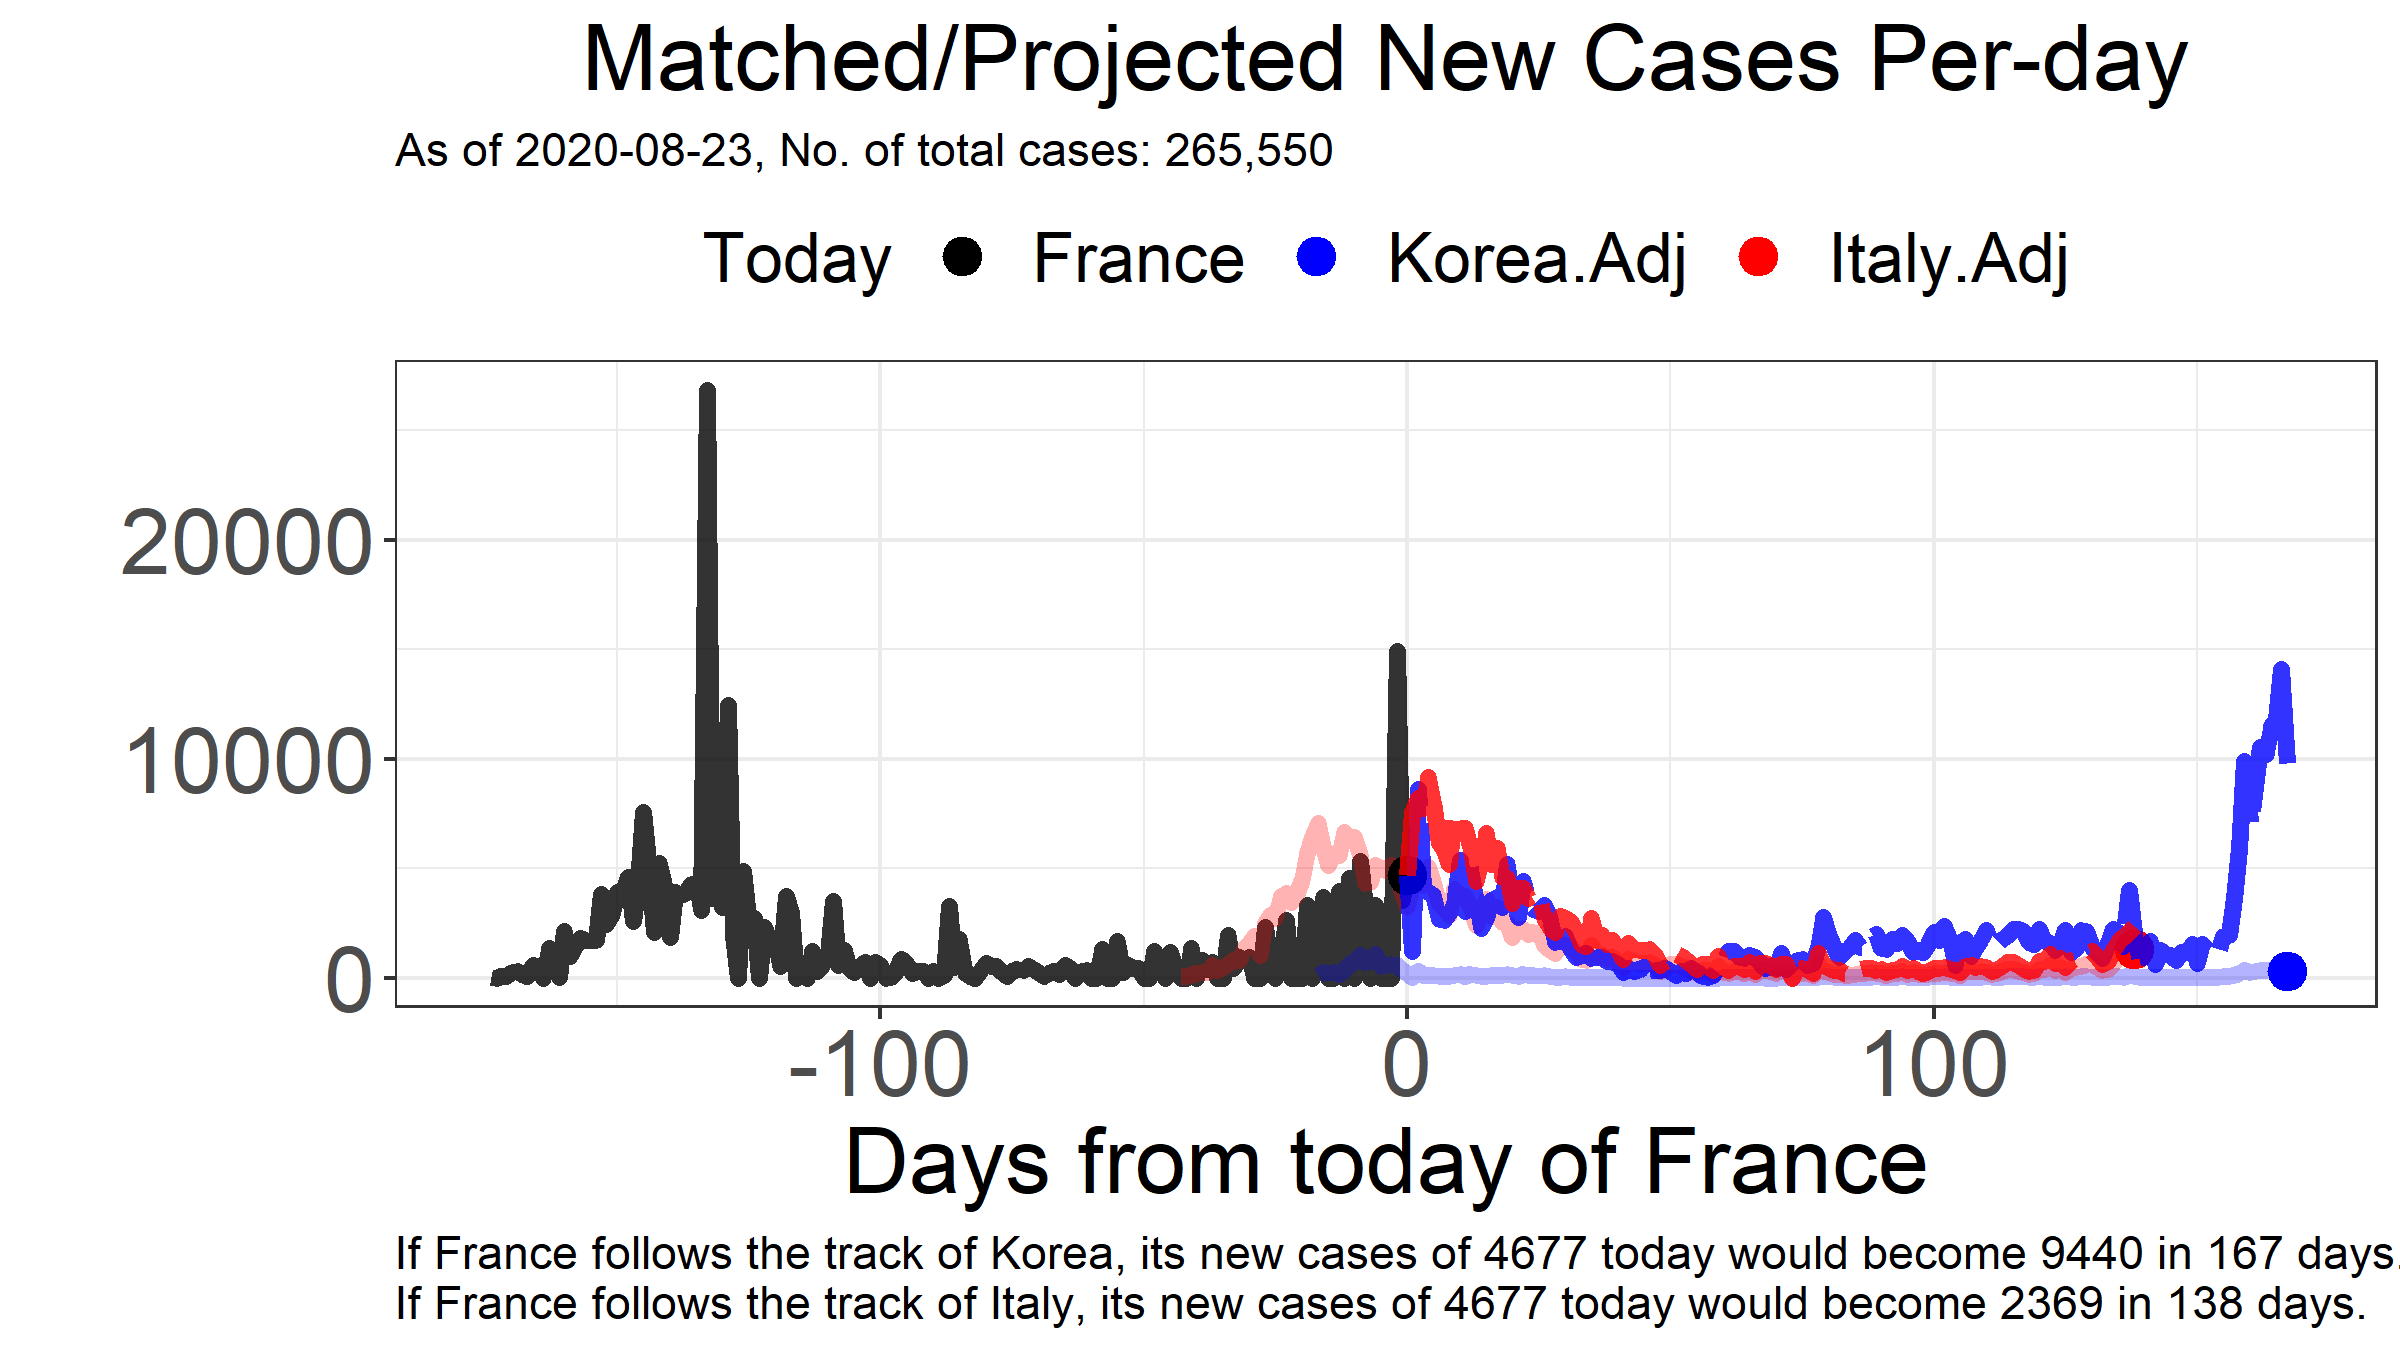 Matched/Projected New Cases Per-day
As of 2020-08-23, No. of total cases: 265,550
Today France Korea.Adj Italy.Adj
20000
10000
0
-100 0 100
Days from today of France
If France follows the track of Korea, its new cases of 4677 today would become 9440 in 167 days.
If France follows the track of Italy, its new cases of 4677 today would become 2369 in 138 days.